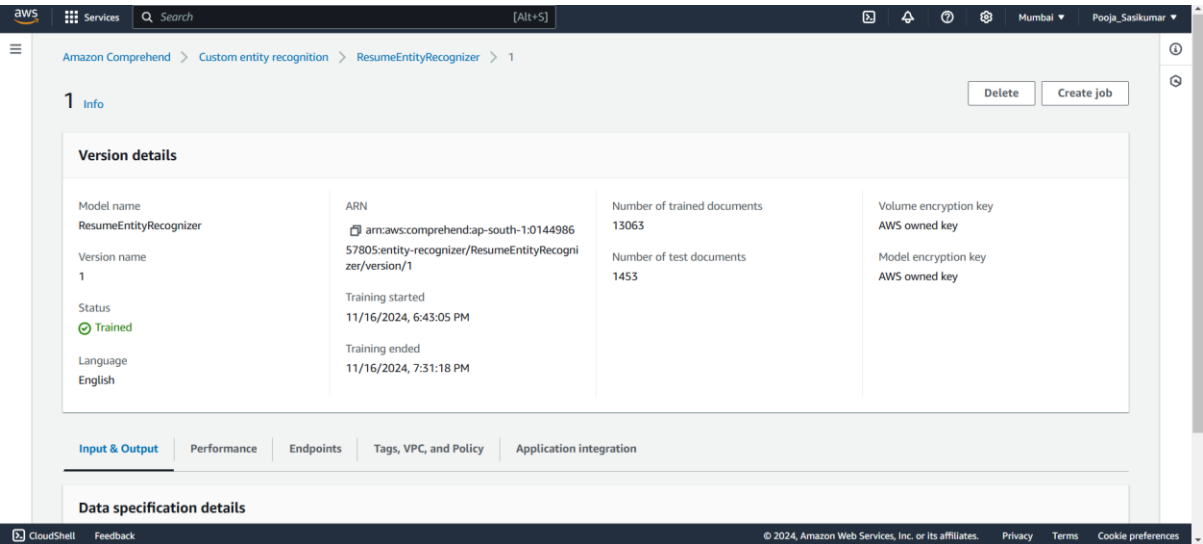 aws
Services
Search
[Alt+S]
Mumbai ▼
Pooja_Sasikumar ▼
Amazon Comprehend > Custom entity recognition > ResumeEntityRecognizer > 1
1 Info
Delete
Create job
Version details
Model name
ResumeEntityRecognizer
Version name
1
Status
Trained
Language
English
ARN
arn:aws:comprehend:ap-south-1:0144986
57805:entity-recognizer/ResumeEntityRecogni
zer/version/1
Training started
11/16/2024, 6:43:05 PM
Training ended
11/16/2024, 7:31:18 PM
Number of trained documents
13063
Number of test documents
1453
Volume encryption key
AWS owned key
Model encryption key
AWS owned key
Input & Output
Performance
Endpoints
Tags, VPC, and Policy
Application integration
Data specification details
CloudShell
Feedback
© 2024, Amazon Web Services, Inc. or its affiliates.
Privacy
Terms
Cookie preferences